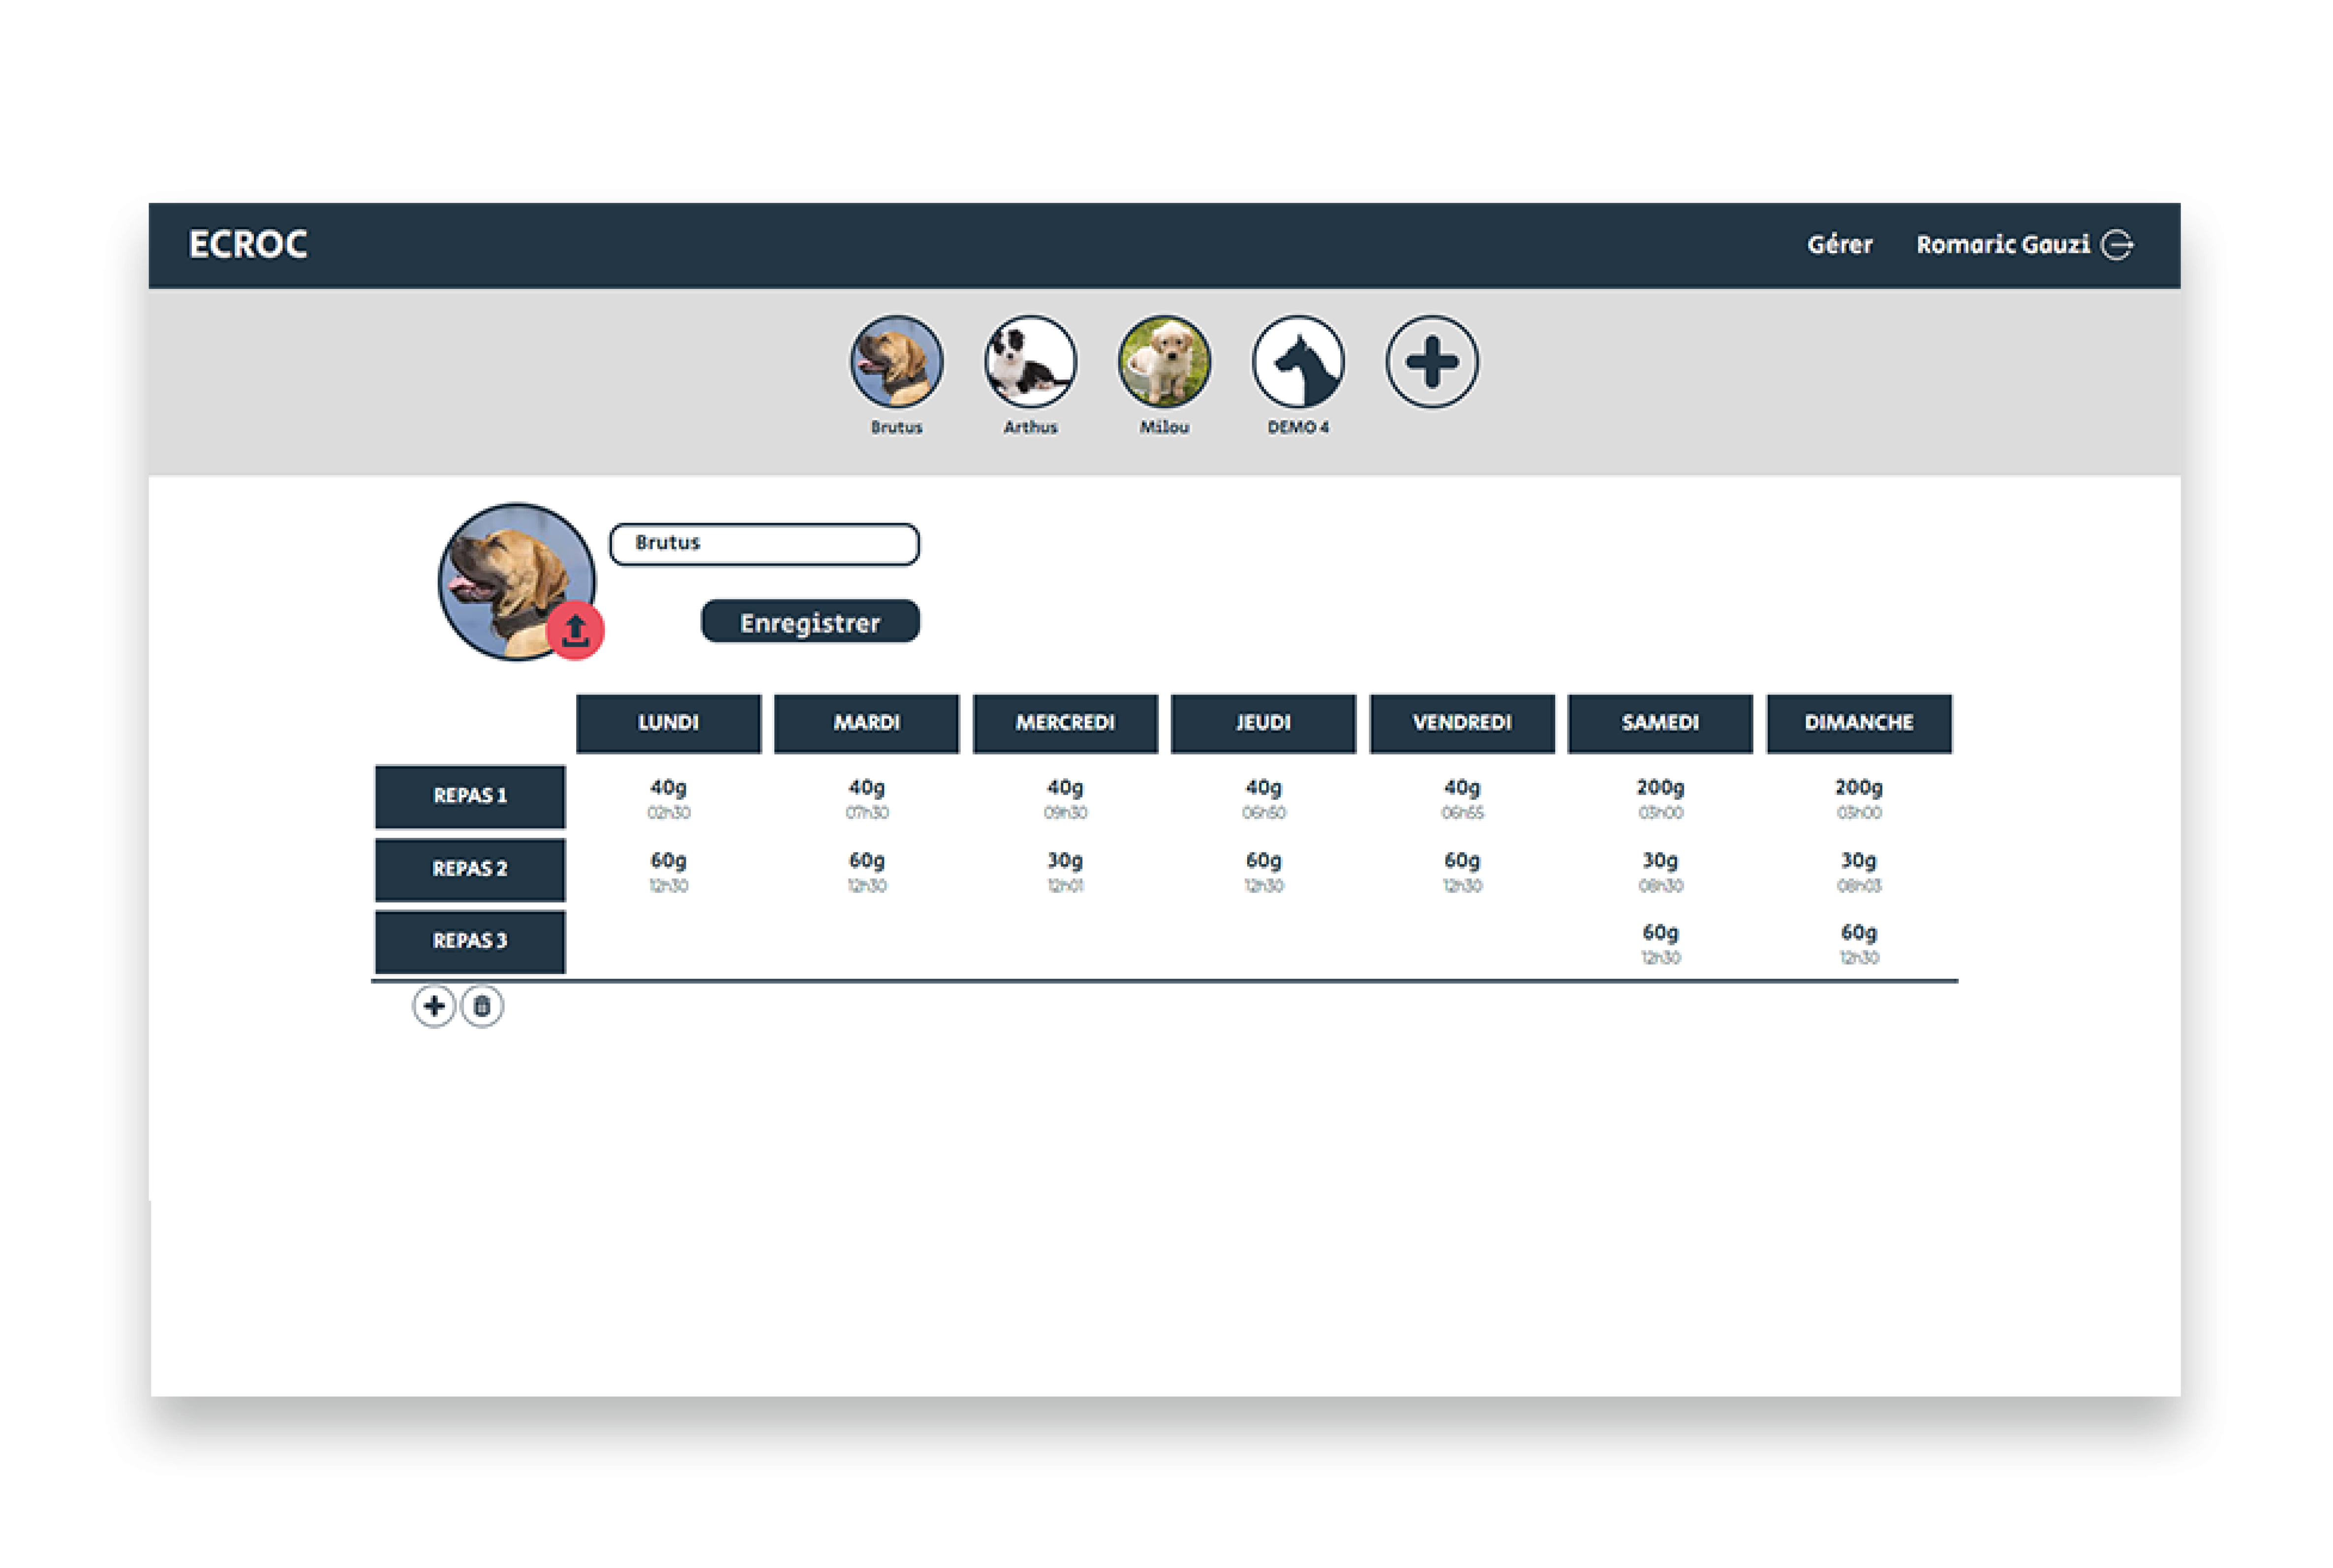 ECROC Gérer Romaric Gauzi
Brutus Arthus Milou DEMO 4
Brutus
Enregistrer
LUNDI MARDI MERCREDI JEUDI VENDREDI SAMEDI DIMANCHE
REPAS 1 40g 40g 40g 40g 40g 200g 200g
02h30 07h30 09h30 06h50 06h55 03h00 03h00
REPAS 2 60g 60g 30g 60g 60g 30g 30g
12h30 12h30 12h01 12h30 12h30 08h30 08h03
REPAS 3 60g 60g
12h30 12h30